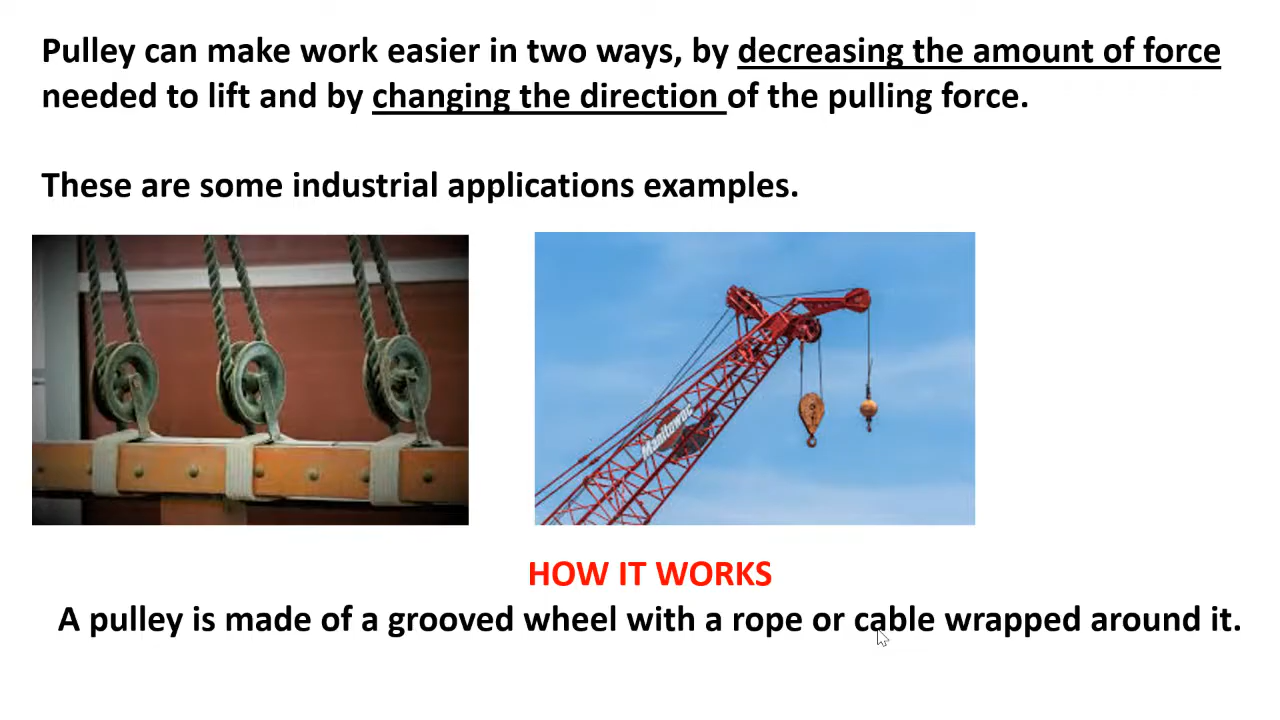 Pulley can make work easier in two ways, by decreasing the amount of force
needed to lift and by changing the direction of the pulling force.
These are some industrial applications examples.
Manitowoc
HOW IT WORKS
A pulley is made of a grooved wheel with a rope or cable wrapped around it.